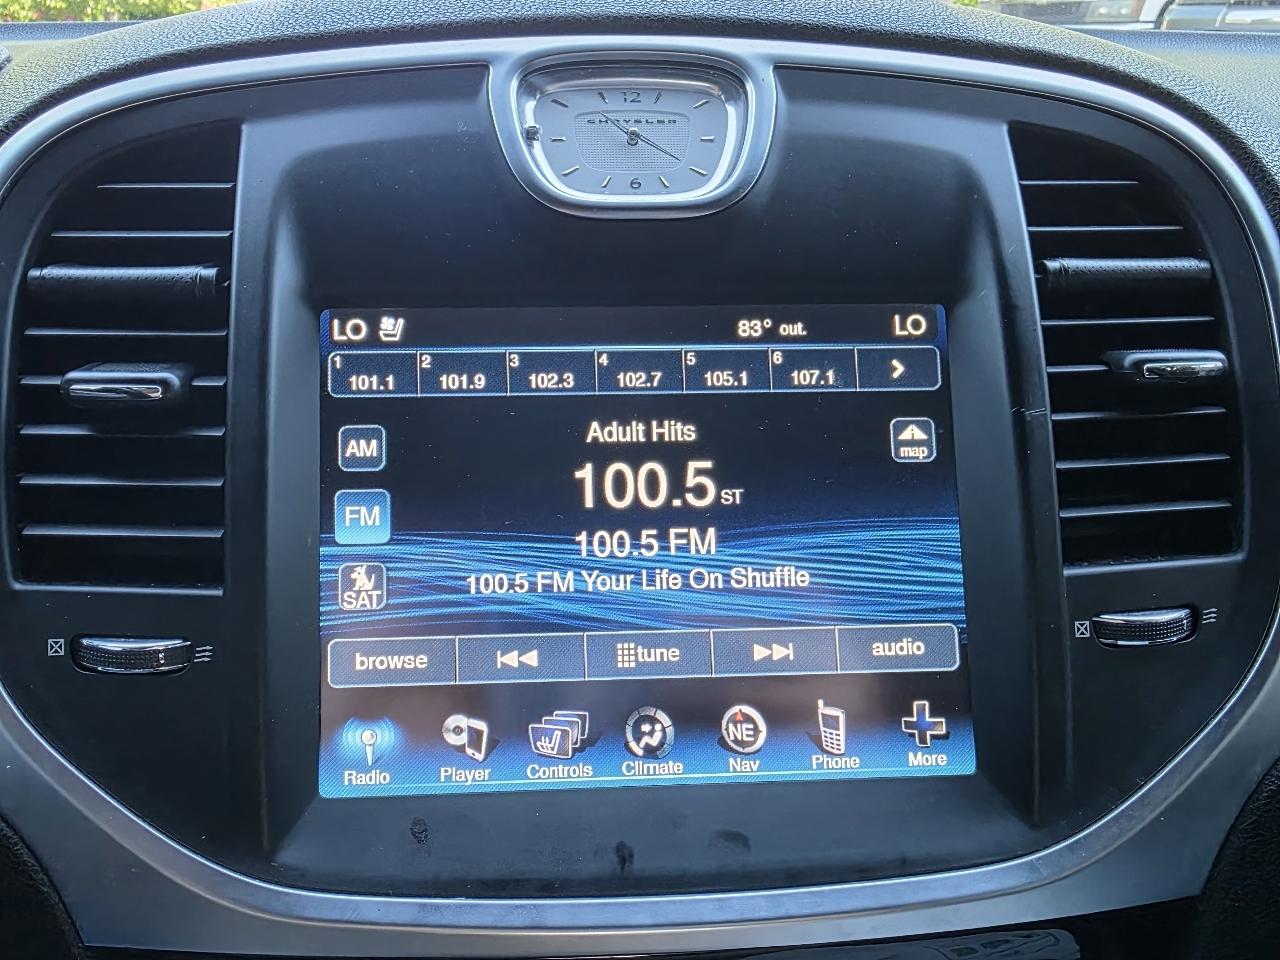 12
CHRYSLER
6
LO 83° out. LO
1 2 3 4 5 6
101.1 101.9 102.3 102.7 105.1 107.1 >
Adult Hits
AM
map
100.5 ST
FM
100.5 FM
100.5 FM Your Life On Shuffle
SAT
browse tune audio
NE
Radio Player Controls Climate Nav Phone More